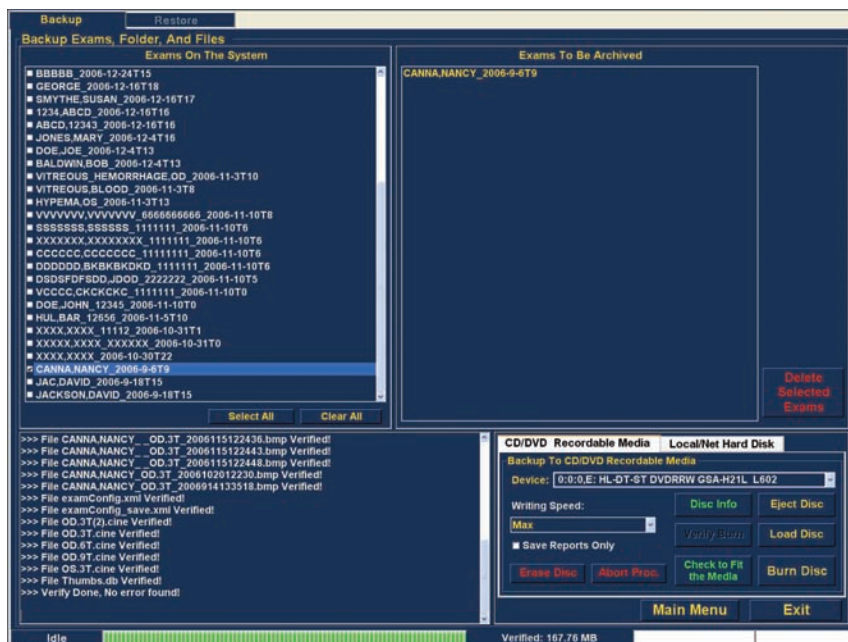 Backup Restore
Backup Exams, Folder, And Files
Exams On The System
BBBBB_2006-12-24T15
GEORGE_2006-12-16T18
SMYTHE,SUSAN_2006-12-16T17
1234,ABCD_2006-12-16T16
ABCD,12343_2006-12-16T16
JONES,MARY_2006-12-4T16
DOE,JOE_2006-12-4T13
BALDWIN,BOB_2006-12-4T13
VITREOUS_HEMORRHAGE,OD_2006-11-3T10
VITREOUS,BLOOD_2006-11-3T8
HYPEMA,OS_2006-11-3T13
VVVVVVV,VVVVVVV_6666666666_2006-11-10T8
SSSSSSS,SSSSSS_1111111_2006-11-10T6
XXXXXXX,XXXXXXXX_1111111_2006-11-10T6
CCCCCC,CCCCCCC_11111111_2006-11-10T6
DDDDDD,BKBKBKDKD_1111111_2006-11-10T6
DSDSFDFSDD,JDOD_2222222_2006-11-10T5
VCCCC,CKCKCKC_1111111_2006-11-10T0
DOE,JOHN_12345_2006-11-10T0
HUL,BAR_12656_2006-11-5T10
XXXX,XXXX_11112_2006-10-31T1
XXXXX,XXXX_XXXXXX_2006-10-31T0
XXXX,XXXX_2006-10-30T22
CANNA,NANCY_2006-9-6T9
JAC,DAVID_2006-9-18T15
JACKSON,DAVID_2006-9-18T15
Select All Clear All
Exams To Be Archived
CANNA,NANCY_2006-9-6T9
Delete
Selected
Exams
>>> File CANNA,NANCY_ _OD.3T_2006115122436.bmp Verified!
>>> File CANNA,NANCY_ _OD.3T_2006115122443.bmp Verified!
>>> File CANNA,NANCY_ _OD.3T_2006115122448.bmp Verified!
>>> File CANNA,NANCY_OD.3T_2006102012230.bmp Verified!
>>> File CANNA,NANCY_OD.3T_2006914133518.bmp Verified!
>>> File examConfig.xml Verified!
>>> File examConfig_save.xml Verified!
>>> File OD.3T(2).cine Verified!
>>> File OD.3T.cine Verified!
>>> File OD.6T.cine Verified!
>>> File OD.9T.cine Verified!
>>> File OS.3T.cine Verified!
>>> File Thumbs.db Verified!
>>> Verify Done, No error found!
CD/DVD Recordable Media Local/Net Hard Disk
Backup To CD/DVD Recordable Media
Device: 0:0:0,E: HL-DT-ST DVDRRW GSA-H21L L602
Writing Speed:
Max
Save Reports Only
Disc Info Eject Disc
Verify Burn Load Disc
Erase Disc Abort Proc. Check to Fit
the Media Burn Disc
Main Menu Exit
Idle Verified: 167.76 MB